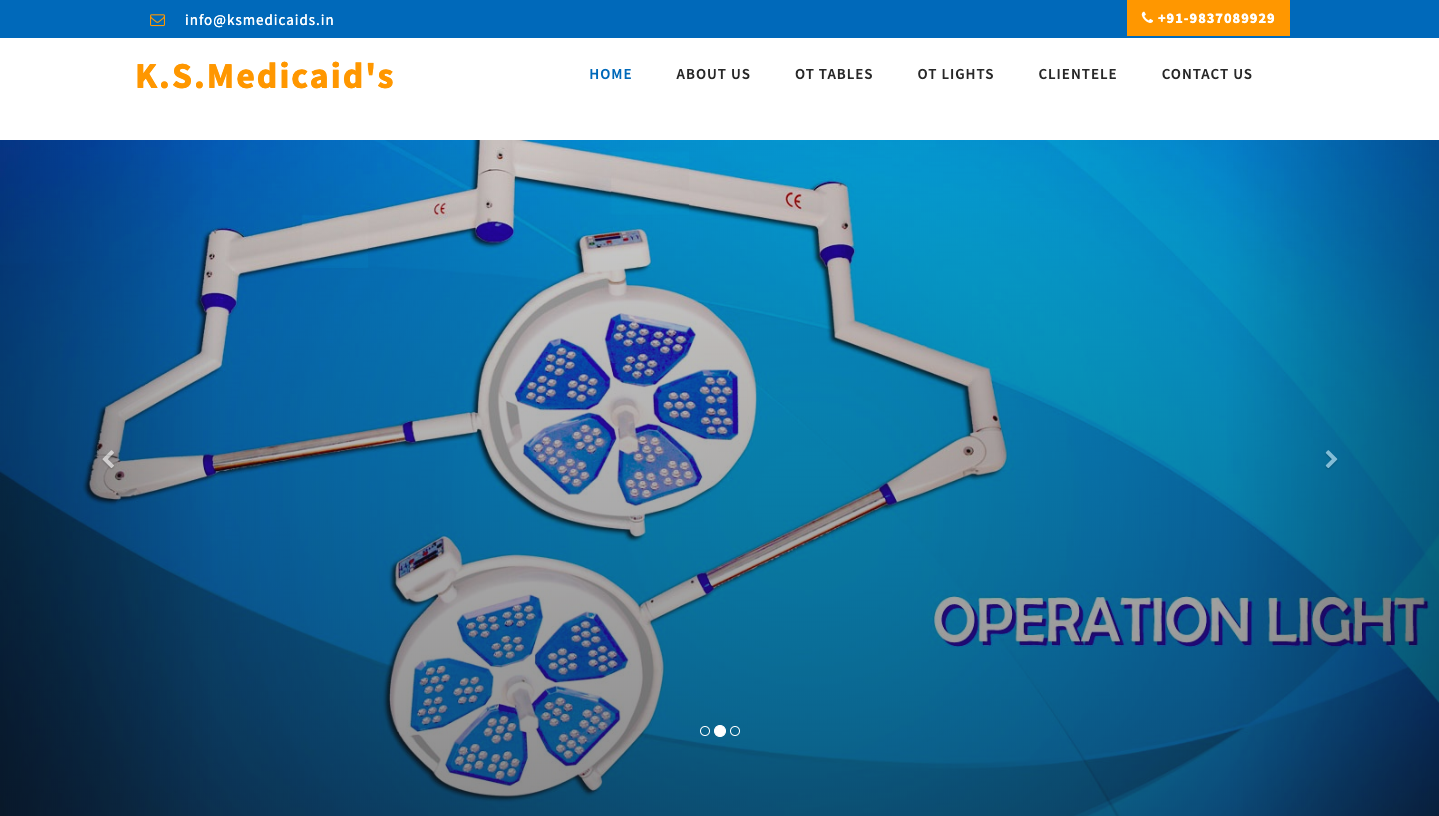 info@ksmedicaids.in
+91-9837089929
K.S.Medicaid's
HOME ABOUT US OT TABLES OT LIGHTS CLIENTELE CONTACT US
CE
CE
OPERATION LIGHT